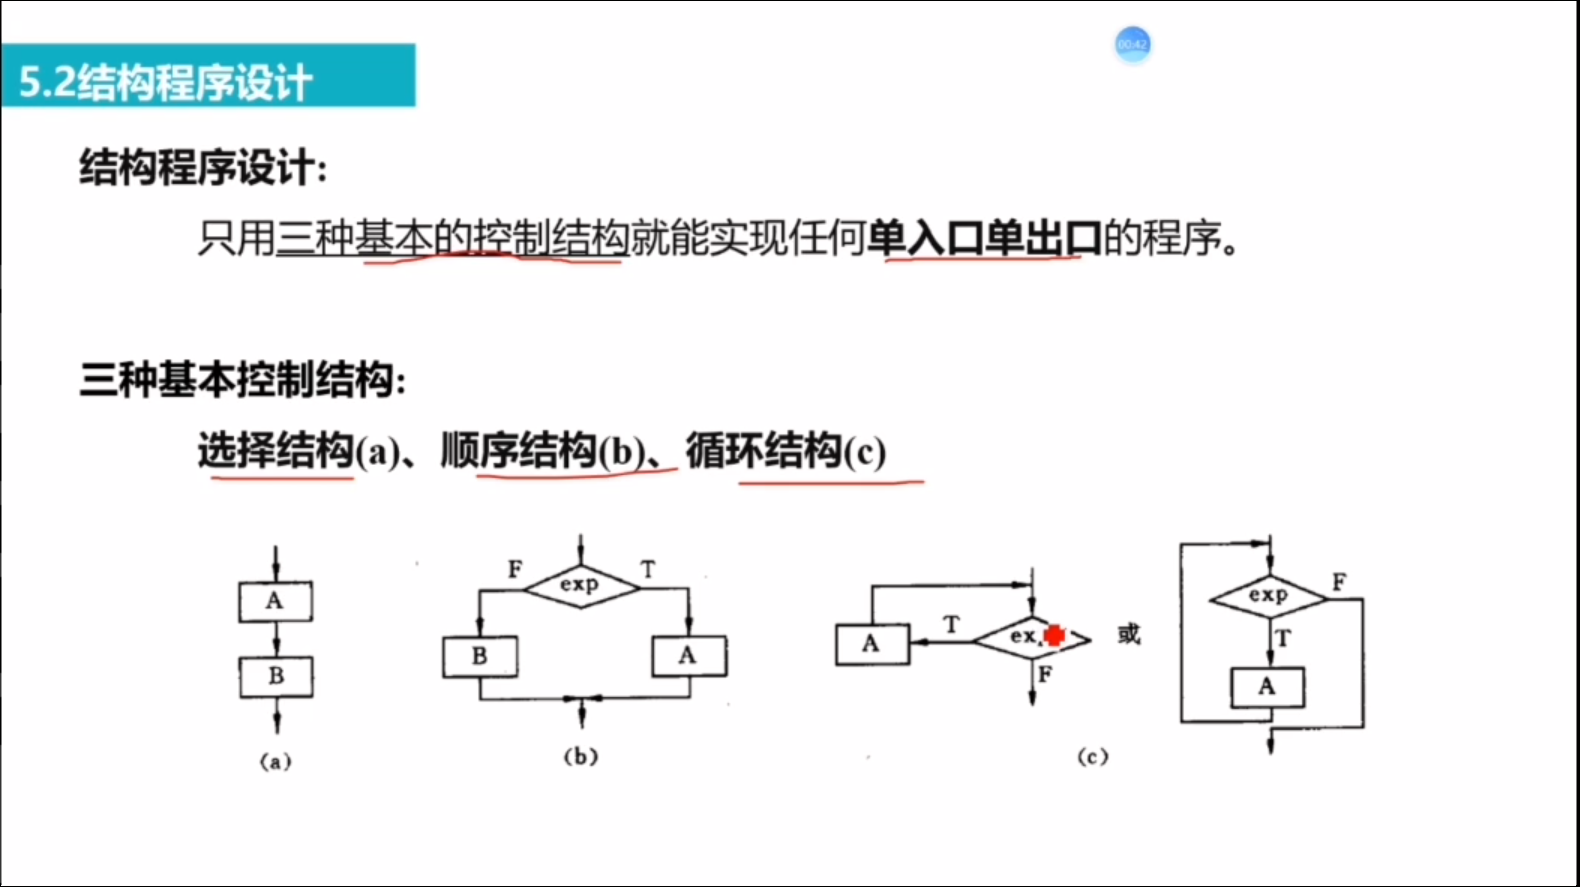 00:42
5.2结构程序设计
结构程序设计:
只用三种基本的控制结构就能实现任何单入口单出口的程序。
三种基本控制结构:
选择结构(a)、顺序结构(b)、循环结构(c)
A
B
(a)
F exp T
B A
(b)
A T ex
F
或
exp F
T
A
(c)